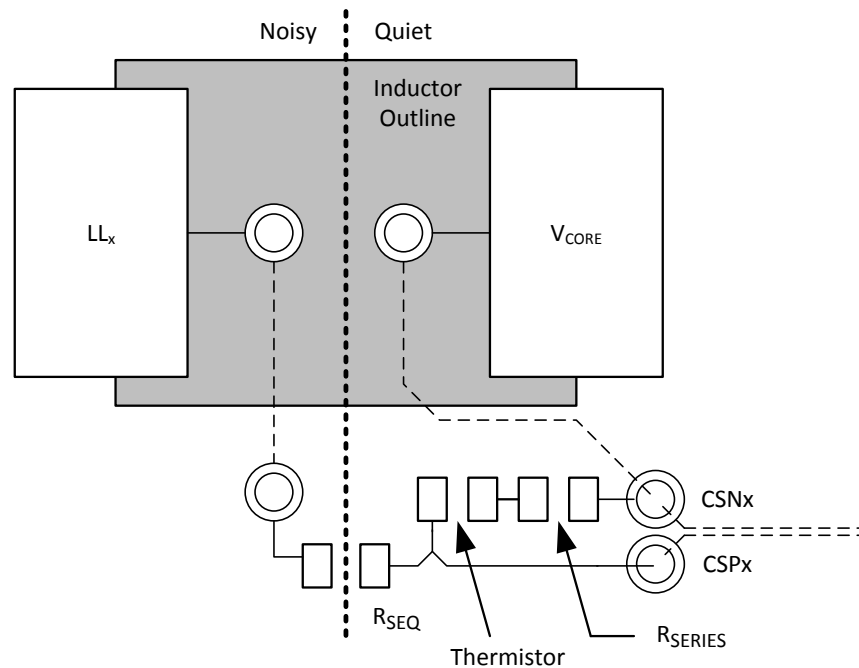 Noisy
Quiet
Inductor
Outline
LLx
VCORE
CSNx
CSPx
RSEQ
Thermistor
RSERIES